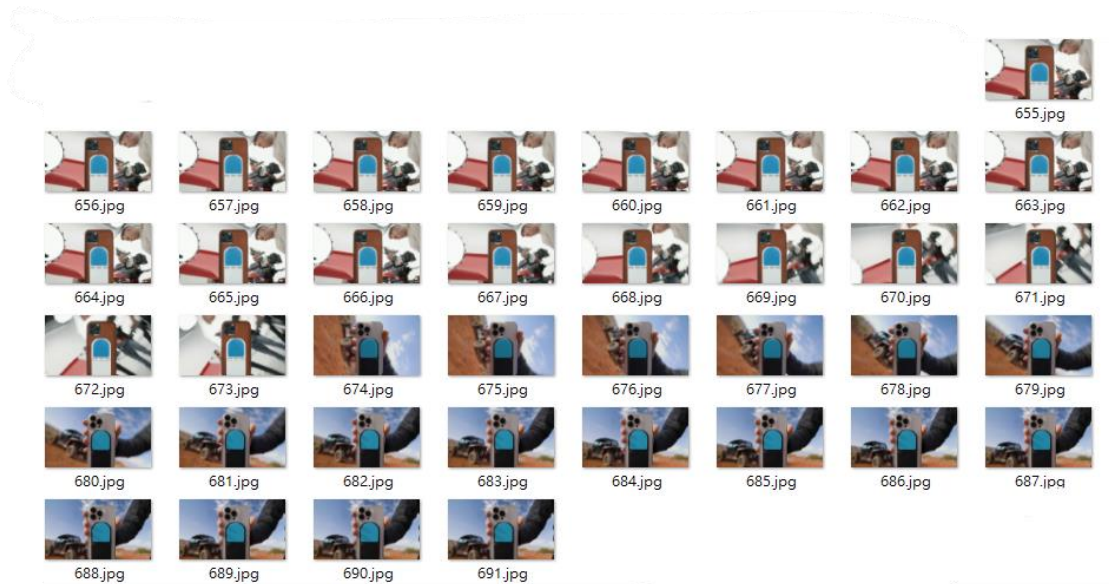 655.jpg
656.jpg 657.jpg 658.jpg 659.jpg 660.jpg 661.jpg 662.jpg 663.jpg
664.jpg 665.jpg 666.jpg 667.jpg 668.jpg 669.jpg 670.jpg 671.jpg
672.jpg 673.jpg 674.jpg 675.jpg 676.jpg 677.jpg 678.jpg 679.jpg
680.jpg 681.jpg 682.jpg 683.jpg 684.jpg 685.jpg 686.jpg 687.jpg
688.jpg 689.jpg 690.jpg 691.jpg